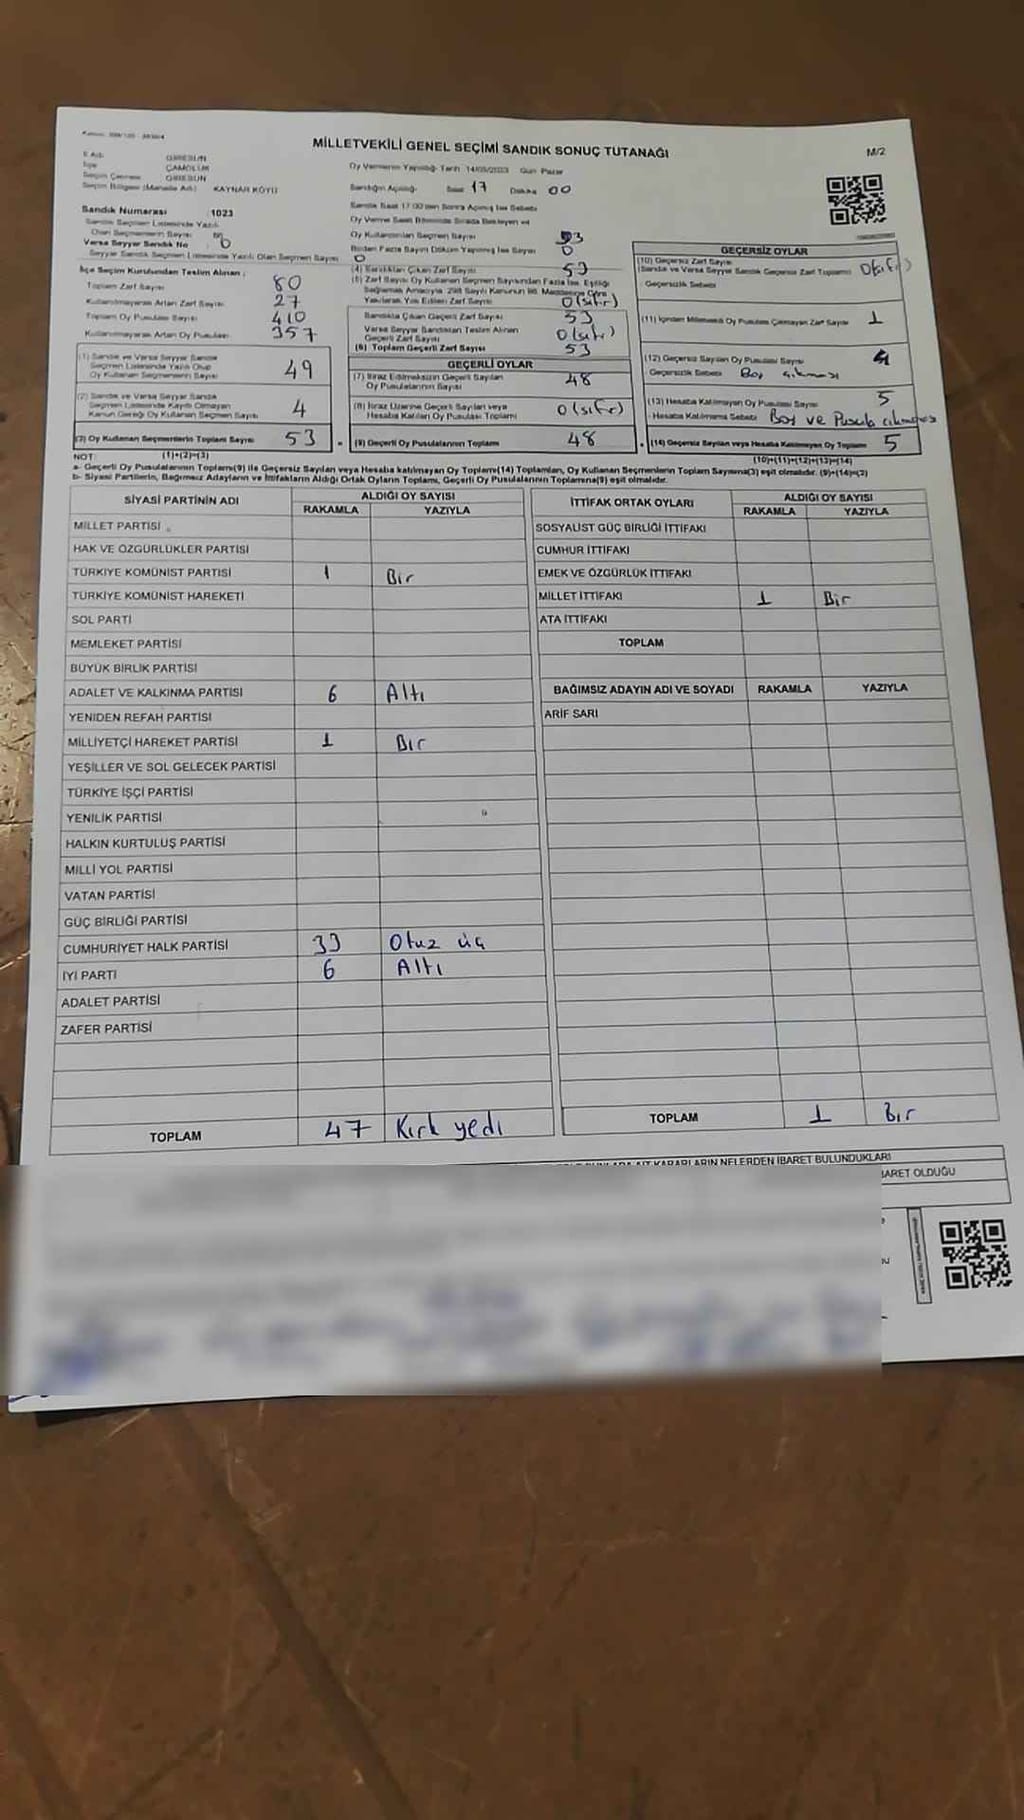 MİLLETVEKİLİ GENEL SEÇİMİ SANDIK SONUÇ TUTANAĞI
M/2
İl Adı GİRESUN
İlçe ÇAMOLUK
Seçim Çevresi GİRESUN
Seçim Bölgesi (Mahalle Adı) KAYNAR KÖYÜ
Oy Vermenin Yapıldığı Tarih 14/05/2023 Gün Pazar
Sandığın Açılışı Saat 17 Dakika 00
Sandık Numarası : 1023
Sandık Seçmen Listesinde Yazılı
Olan Seçmenlerin Sayısı
Varsa Seyyar Sandık No
Seyyar Sandık Seçmen Listesinde Yazılı Olan Seçmen Sayısı 0
Sandık Saat 17:00'den Sonra Açılmış İse Sebebi
Oy Verme Saati Bitiminde Sırada Bekleyen ve
Oy Kullandırılan Seçmen Sayısı
Birden Fazla Sayım Döküm Yapılmış İse Sayısı 0
İlçe Seçim Kurulundan Teslim Alınan :
Toplam Zarf Sayısı 80
Kullanılmayarak Artan Zarf Sayısı 27
Toplam Oy Pusulası Sayısı 410
Kullanılmayarak Artan Oy Pusulası 357
(1) Sandık ve Varsa Seyyar Sandık
Seçmen Listesinde Yazılı Olup
Oy Kullanan Seçmenlerin Sayısı 49
(2) Sandık ve Varsa Seyyar Sandık
Seçmen Listesinde Kayıtlı Olmayan
Kanun Gereği Oy Kullanan Seçmen Sayısı 4
(3) Oy Kullanan Seçmenlerin Toplam Sayısı 53
(1)+(2)=(3)
(4) Sandıktan Çıkan Zarf Sayısı 53
(5) Zarf Sayısı Oy Kullanan Seçmen Sayısından Fazla İse, Eşitliği
Sağlamak Amacıyla 298 Sayılı Kanunun 98. Maddesine Göre
Yakılarak Yok Edilen Zarf Sayısı 0 (sıfır)
Sandıkta Çıkan Geçerli Zarf Sayısı 53
Varsa Seyyar Sandıktan Teslim Alınan
Geçerli Zarf Sayısı 0 (sıfır)
(6) Toplam Geçerli Zarf Sayısı 53
GEÇERLİ OYLAR
(7) İtiraz Edilmeksizin Geçerli Sayılan
Oy Pusulalarının Sayısı 48
(8) İtiraz Üzerine Geçerli Sayılan veya
Hesaba Katılan Oy Pusulası Toplamı 0 (sıfır)
(9) Geçerli Oy Pusulalarının Toplamı 48
GEÇERSİZ OYLAR
(10) Geçersiz Zarf Sayısı
(Sandık ve Varsa Seyyar Sandık Geçersiz Zarf Toplamı) 0(sıfır)
Geçersizlik Sebebi
(11) İçinden Milletvekili Oy Pusulası Çıkmayan Zarf Sayısı 1
(12) Geçersiz Sayılan Oy Pusulası Sayısı 4
Geçersizlik Sebebi Boş çıkması
(13) Hesaba Katılmayan Oy Pusulası Sayısı 5
Hesaba Katılmama Sebebi Boş ve Pusula
(14) Geçersiz Sayılan veya Hesaba Katılmayan Oy Toplamı 5
(10)+(11)+(12)+(13)=(14)
NOT:
a- Geçerli Oy Pusulalarının Toplamı(9) ile Geçersiz Sayılan veya Hesaba katılmayan Oy Toplamı(14) Toplamları, Oy Kullanan Seçmenlerin Toplam Sayısına(3) eşit olmalıdır. (9)+(14)=(3)
b- Siyasi Partilerin, Bağımsız Adayların ve İttifakların Aldığı Ortak Oyların Toplamı, Geçerli Oy Pusulalarının Toplamına(9) eşit olmalıdır.
SİYASİ PARTİNİN ADI
ALDIĞI OY SAYISI
RAKAMLA YAZIYLA
MİLLET PARTİSİ
HAK VE ÖZGÜRLÜKLER PARTİSİ
TÜRKİYE KOMÜNİST PARTİSİ 1 Bir
TÜRKİYE KOMÜNİST HAREKETİ
SOL PARTİ
MEMLEKET PARTİSİ
BÜYÜK BİRLİK PARTİSİ
ADALET VE KALKINMA PARTİSİ 6 Altı
YENİDEN REFAH PARTİSİ
MİLLİYETÇİ HAREKET PARTİSİ 1 Bir
YEŞİLLER VE SOL GELECEK PARTİSİ
TÜRKİYE İŞÇİ PARTİSİ
YENİLİK PARTİSİ
HALKIN KURTULUŞ PARTİSİ
MİLLİ YOL PARTİSİ
VATAN PARTİSİ
GÜÇ BİRLİĞİ PARTİSİ
CUMHURİYET HALK PARTİSİ 33 Otuz üç
İYİ PARTİ 6 Altı
ADALET PARTİSİ
ZAFER PARTİSİ
TOPLAM 47 Kırk yedi
İTTİFAK ORTAK OYLARI
ALDIĞI OY SAYISI
RAKAMLA YAZIYLA
SOSYALİST GÜÇ BİRLİĞİ İTTİFAKI
CUMHUR İTTİFAKI
EMEK VE ÖZGÜRLÜK İTTİFAKI
MİLLET İTTİFAKI 1 Bir
ATA İTTİFAKI
TOPLAM
BAĞIMSIZ ADAYIN ADI VE SOYADI RAKAMLA YAZIYLA
ARİF SARI
TOPLAM 1 Bir
KARARLARIN NELERDEN İBARET BULUNDUKLARI
OLDUĞU